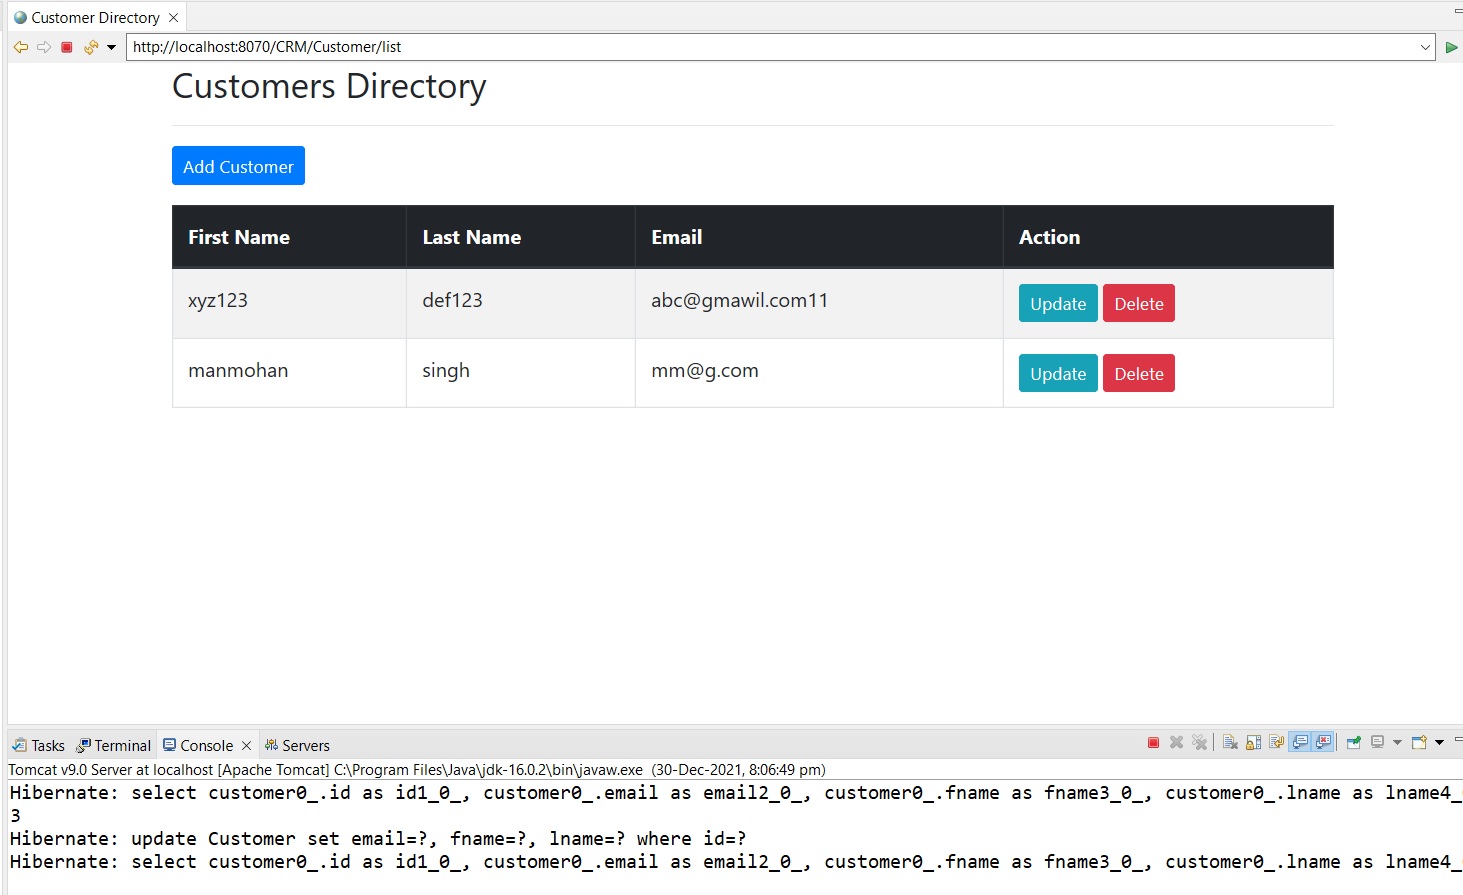 Customer Directory
http://localhost:8070/CRM/Customer/list
Customers Directory
Add Customer
First Name Last Name Email Action
xyz123 def123 abc@gmawil.com11 Update Delete
manmohan singh mm@g.com Update Delete
Tasks Terminal Console Servers
Tomcat v9.0 Server at localhost [Apache Tomcat] C:\Program Files\Java\jdk-16.0.2\bin\javaw.exe (30-Dec-2021, 8:06:49 pm)
Hibernate: select customer0_.id as id1_0_, customer0_.email as email2_0_, customer0_.fname as fname3_0_, customer0_.lname as lname4_
3
Hibernate: update Customer set email=?, fname=?, lname=? where id=?
Hibernate: select customer0_.id as id1_0_, customer0_.email as email2_0_, customer0_.fname as fname3_0_, customer0_.lname as lname4_